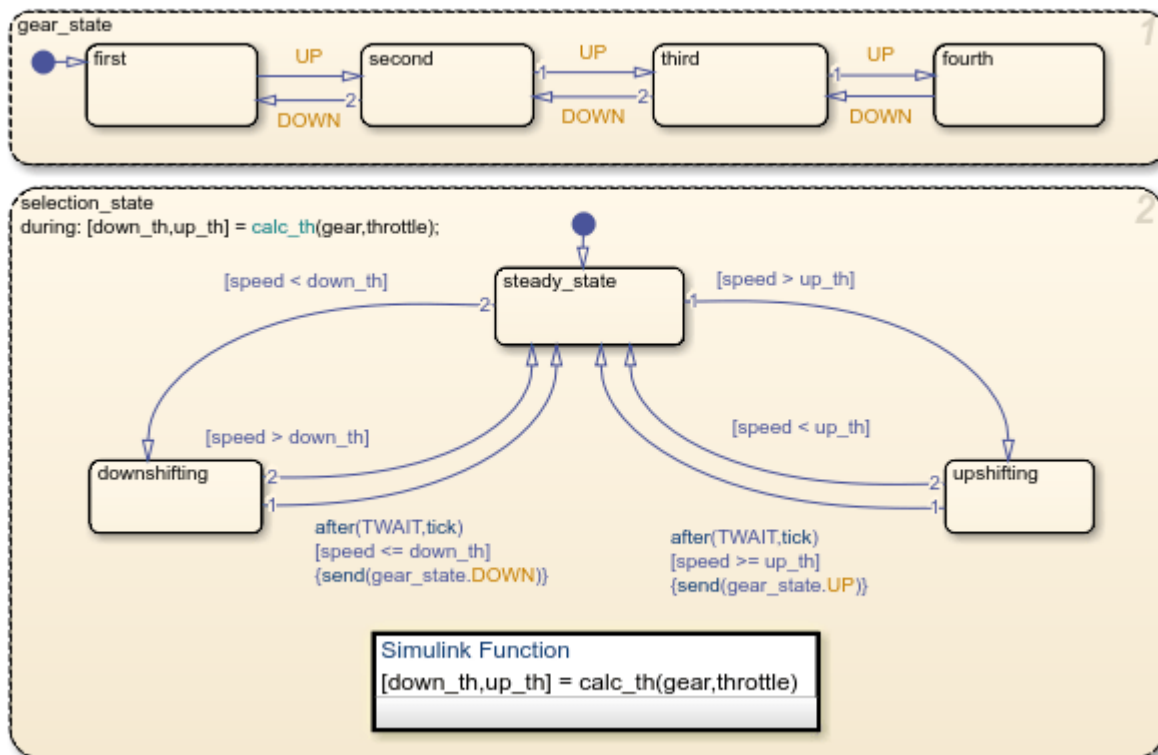 gear_state
1
first
UP
second
1
UP
third
1
UP
fourth
2
2
DOWN
DOWN
DOWN
selection_state
2
during: [down_th,up_th] = calc_th(gear,throttle);
[speed < down_th]
2
steady_state
1
[speed > up_th]
[speed > down_th]
[speed < up_th]
downshifting
2
1
2
1
upshifting
after(TWAIT,tick)
[speed <= down_th]
{send(gear_state.DOWN)}
after(TWAIT,tick)
[speed >= up_th]
{send(gear_state.UP)}
Simulink Function
[down_th,up_th] = calc_th(gear,throttle)